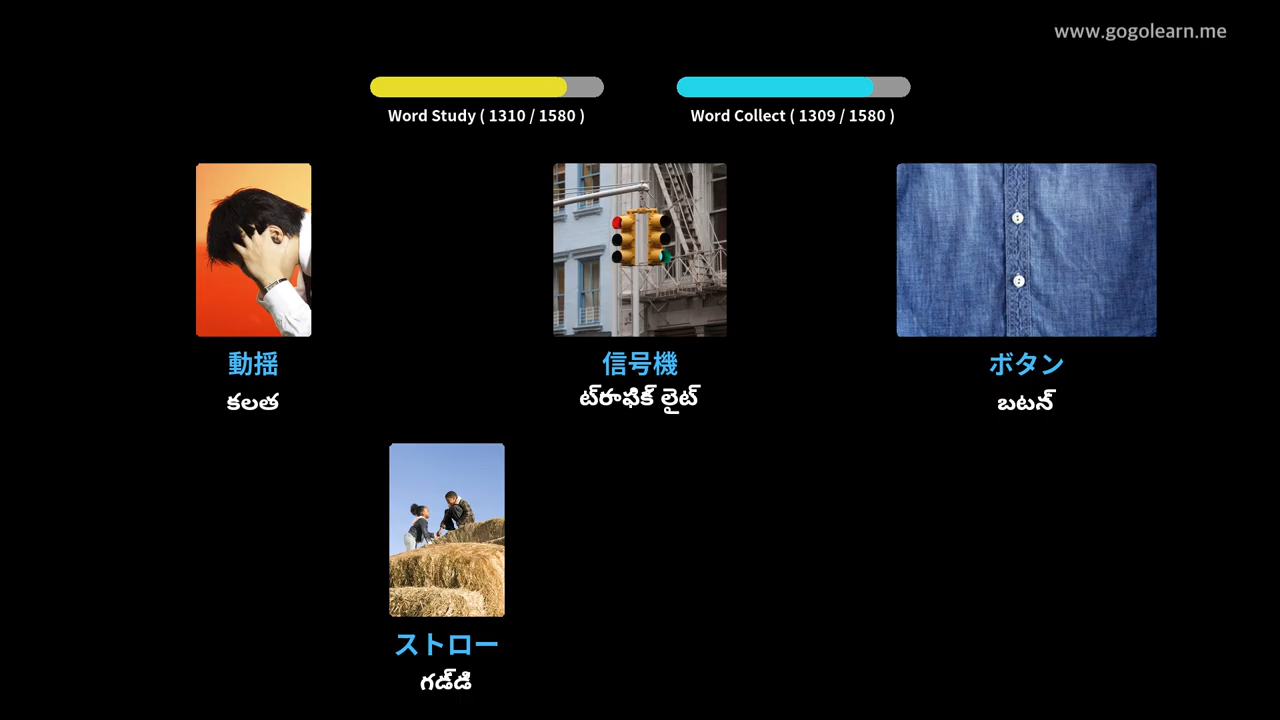 www.gogolearn.me
Word Study ( 1310 / 1580 )
Word Collect ( 1309 / 1580 )
動揺
信号機
ボタン
కలత
ట్రాఫిక్ లైట్
బటన్
ストロー
గడ్డి